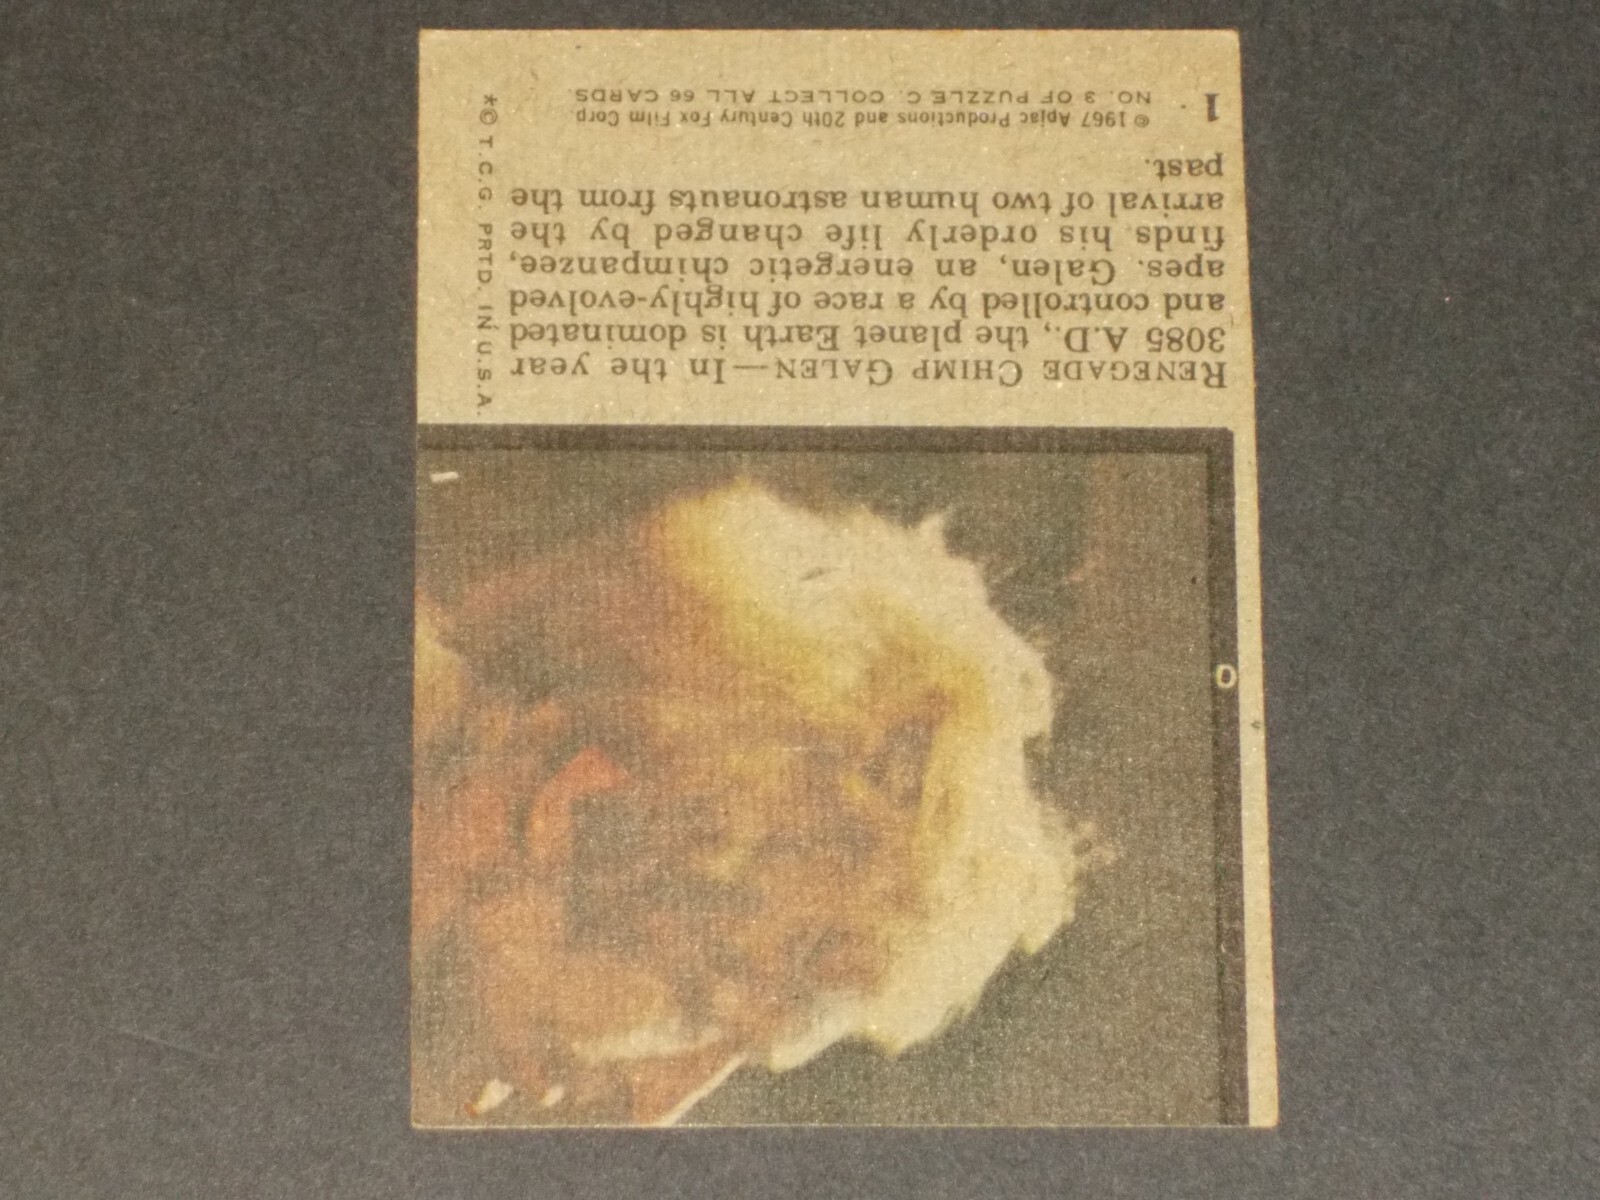 RENEGADE CHIMP GALEN—In the year
3085 A.D., the planet Earth is dominated
and controlled by a race of highly-evolved
apes. Galen, an energetic chimpanzee,
finds his orderly life changed by the
arrival of two human astronauts from the
past.
© 1967 Apjac Productions and 20th Century Fox Film Corp.
1
NO. 3 OF PUZZLE C. COLLECT ALL 66 CARDS.
*© T.C.G. PRTD. IN U.S.A.